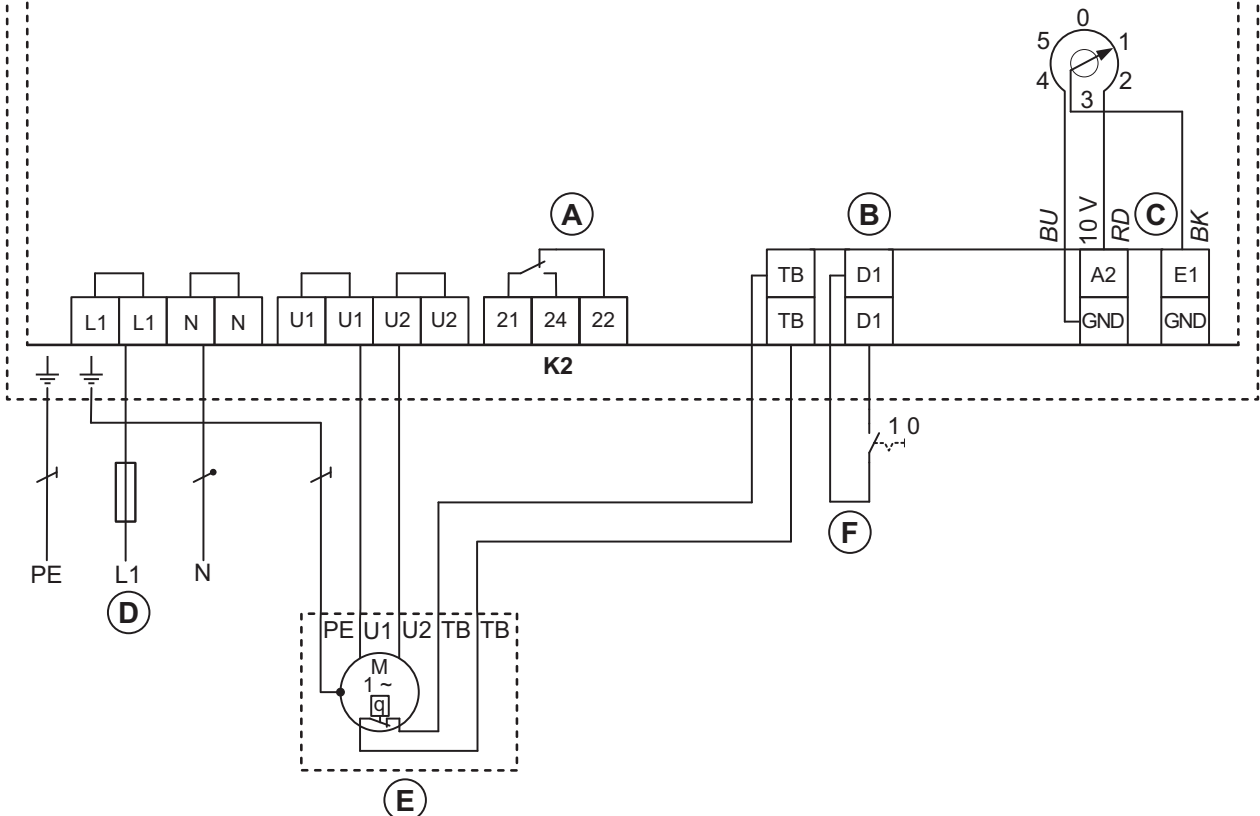 0
5 1
4 2
3
A B BU 10 V RD C BK
TB D1 A2 E1
L1 L1 N N U1 U1 U2 U2 21 24 22 TB D1 GND GND
K2
1 0
F
PE L1 N
D
PE U1 U2 TB TB
M
1 ~
q
E